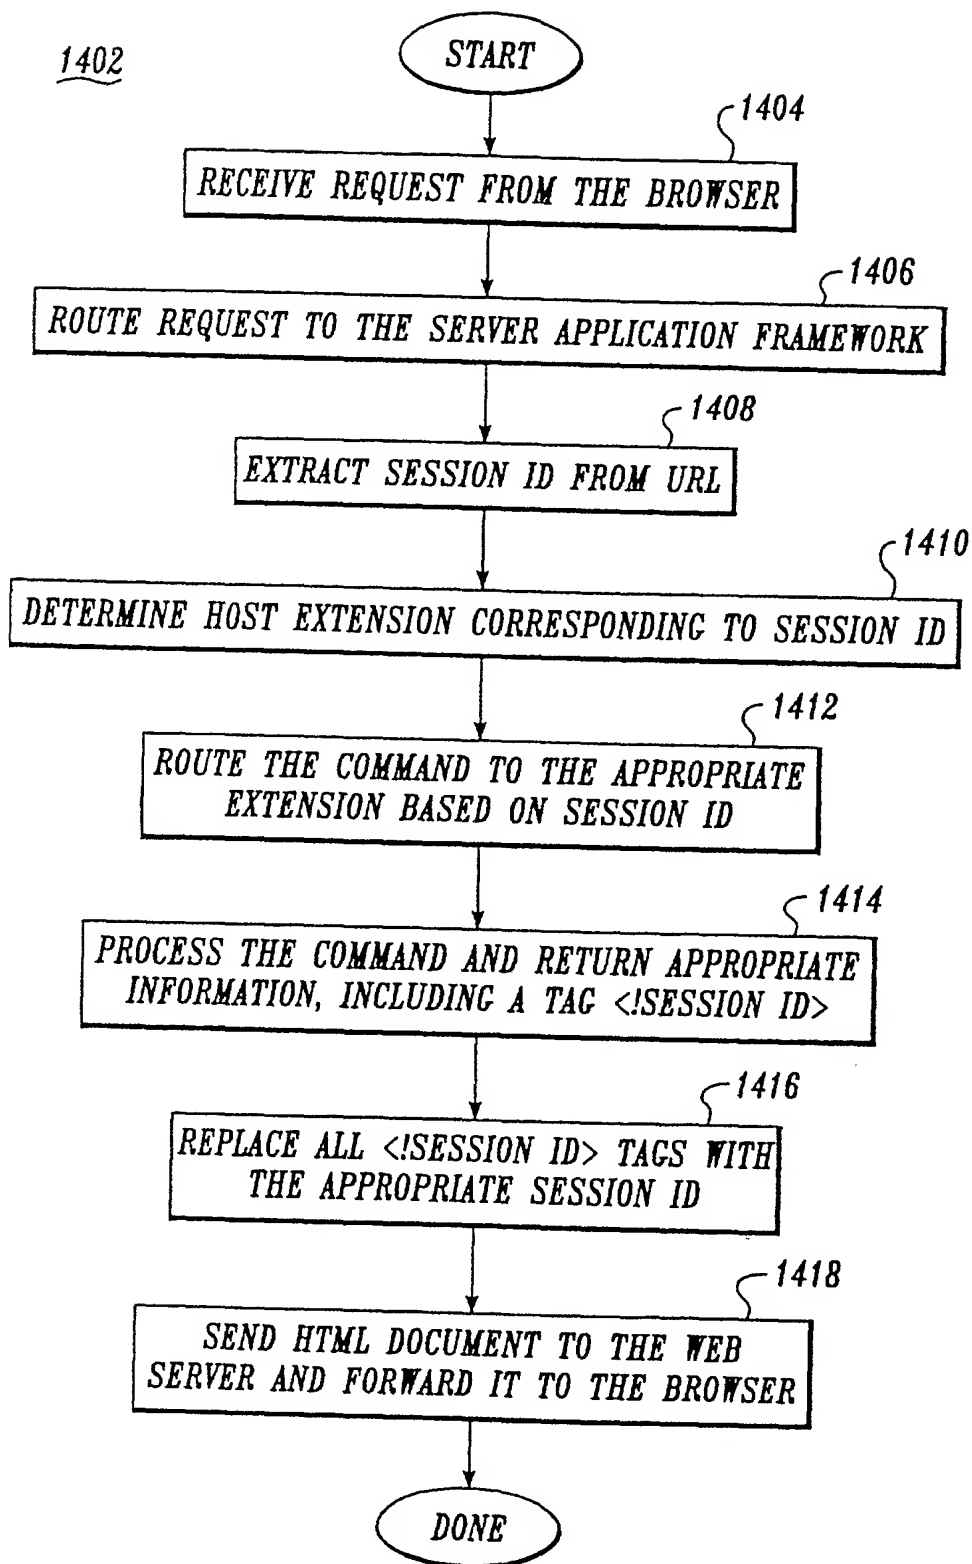 1402
START
1404
RECEIVE REQUEST FROM THE BROWSER
1406
ROUTE REQUEST TO THE SERVER APPLICATION FRAMEWORK
1408
EXTRACT SESSION ID FROM URL
1410
DETERMINE HOST EXTENSION CORRESPONDING TO SESSION ID
1412
ROUTE THE COMMAND TO THE APPROPRIATE
EXTENSION BASED ON SESSION ID
1414
PROCESS THE COMMAND AND RETURN APPROPRIATE
INFORMATION, INCLUDING A TAG <!SESSION ID>
1416
REPLACE ALL <!SESSION ID> TAGS WITH
THE APPROPRIATE SESSION ID
1418
SEND HTML DOCUMENT TO THE WEB
SERVER AND FORWARD IT TO THE BROWSER
DONE